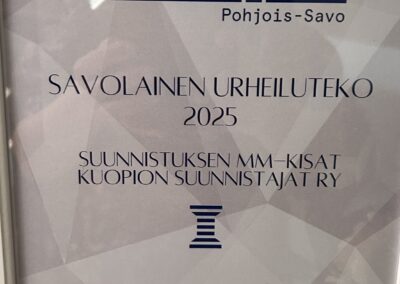 Pohjois-Savo
SAVOLAINEN URHEILUTEKO
2025
SUUNNISTUKSEN MM-KISAT
KUOPION SUUNNISTAJAT RY